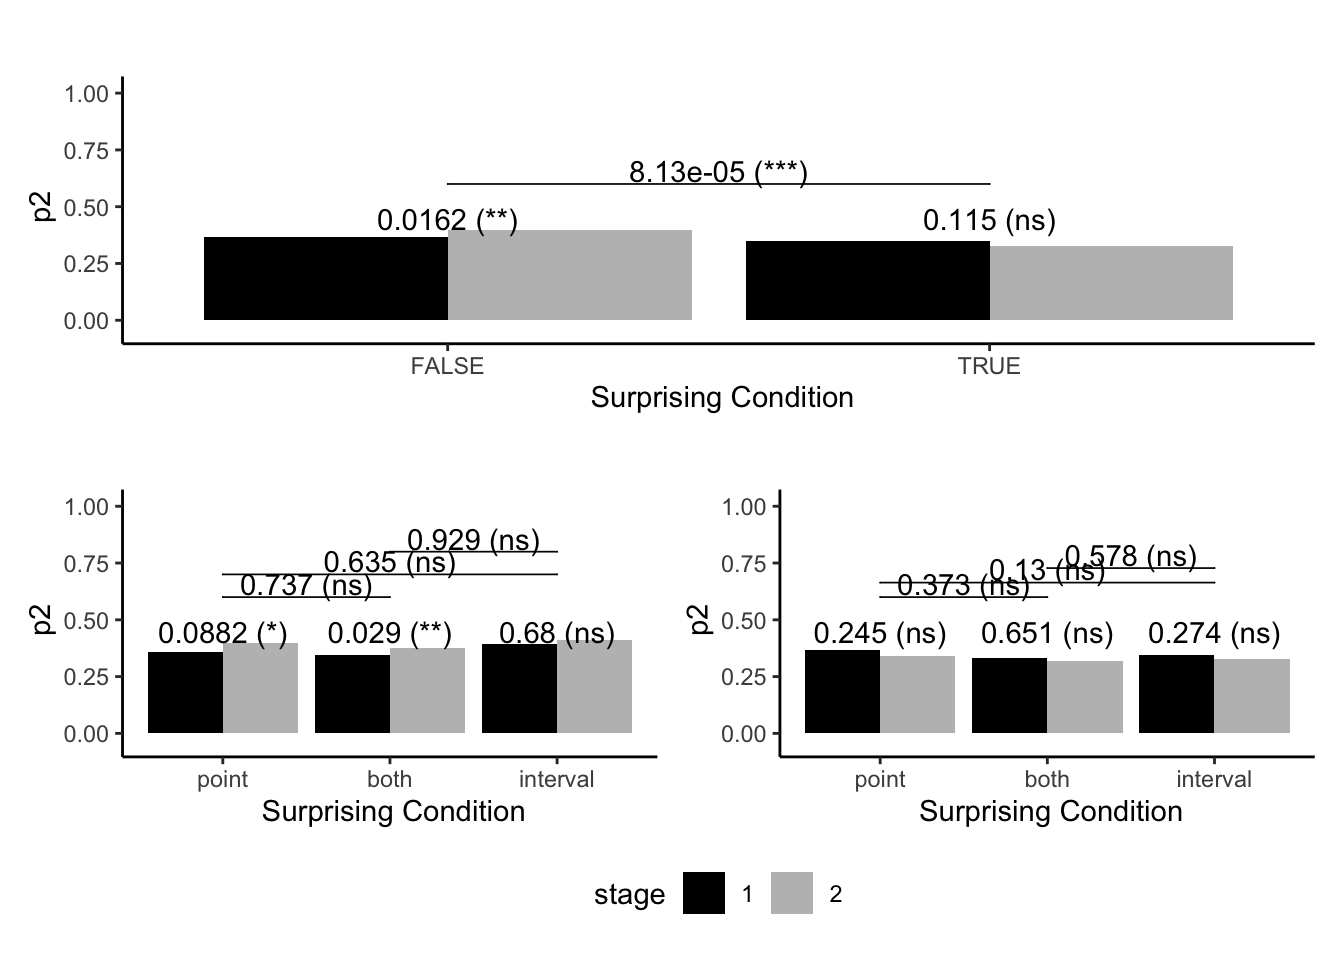 1.00
0.75
0.50
0.25
0.00
p2
8.13e-05 (***)
0.0162 (**)
0.115 (ns)
FALSE
TRUE
Surprising Condition
1.00
0.75
0.50
0.25
0.00
p2
0.929 (ns)
0.635 (ns)
0.737 (ns)
0.0882 (*)
0.029 (**)
0.68 (ns)
point
both
interval
Surprising Condition
1.00
0.75
0.50
0.25
0.00
p2
0.578 (ns)
0.13 (ns)
0.373 (ns)
0.245 (ns)
0.651 (ns)
0.274 (ns)
point
both
interval
Surprising Condition
stage 1 2